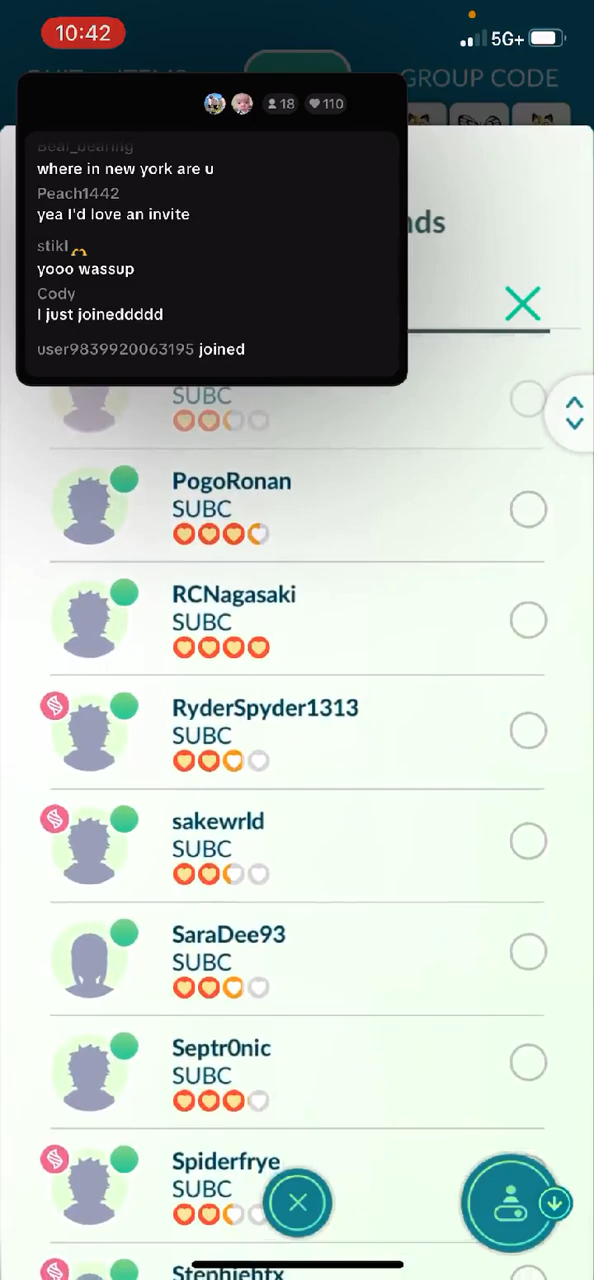 10:42
5G+
GROUP CODE
18
110
Bear_bearing
where in new york are u
Peach1442
yea I'd love an invite
stikl
yooo wassup
Cody
I just joineddddd
user9839920063195 joined
nds
SUBC
PogoRonan
SUBC
RCNagasaki
SUBC
RyderSpyder1313
SUBC
sakewrld
SUBC
SaraDee93
SUBC
Septr0nic
SUBC
Spiderfrye
SUBC